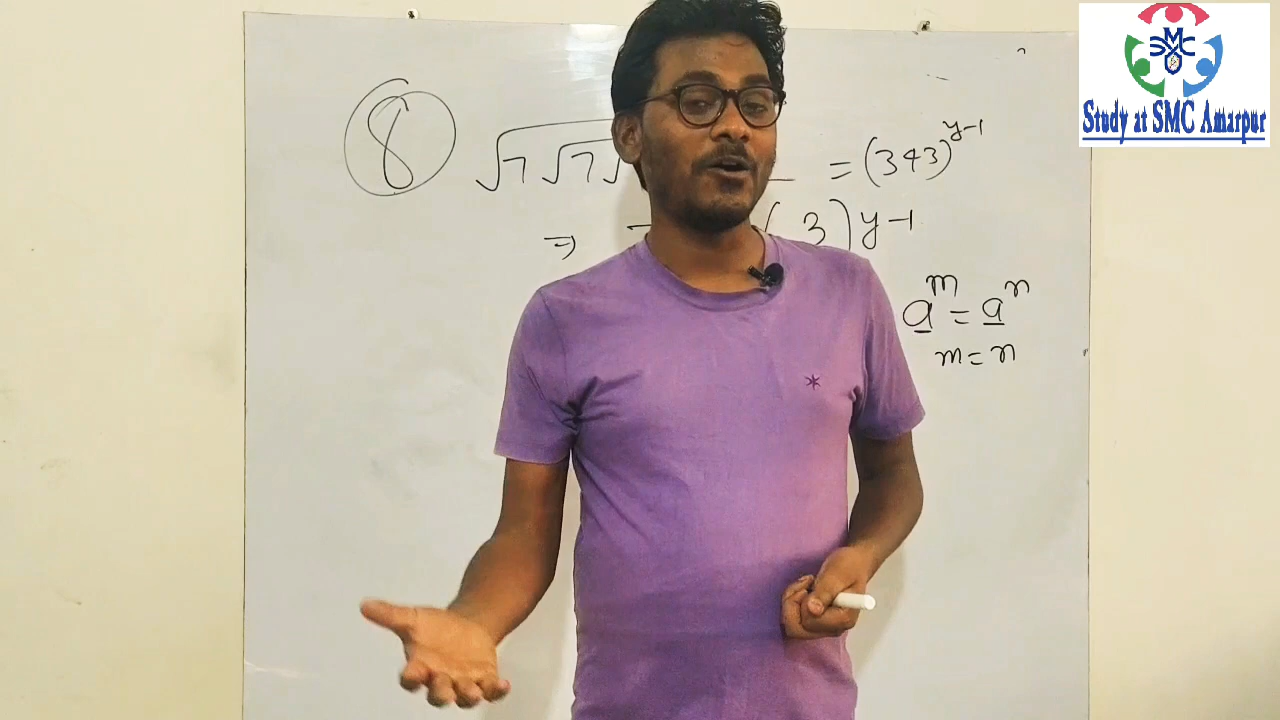 8
√7√7√ = (343)^y-1
⇒ 3)^y-1
a^m = a^n
m = n
SMC
Study at SMC Amarpur